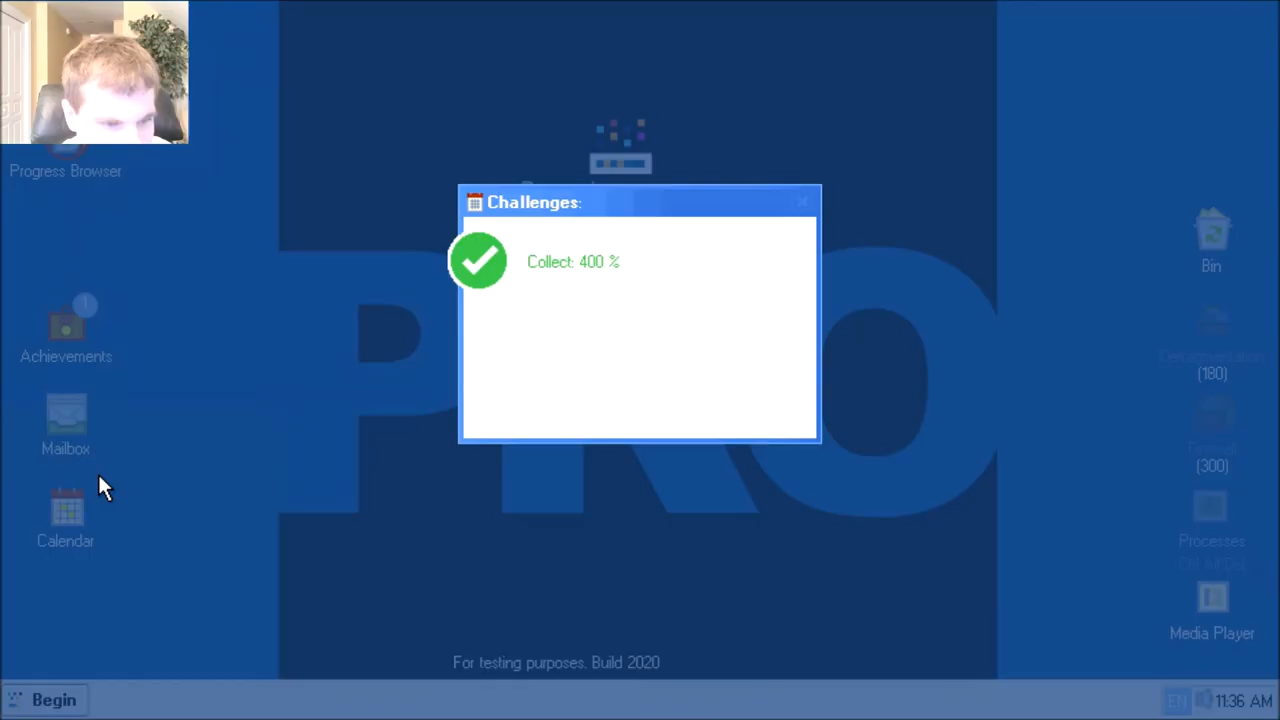 Progress Browser
Challenges:
Collect: 400 %
Bin
1
Achievements
(180)
Mailbox
(300)
Calendar
Processes
Media Player
PRO
For testing purposes. Build 2020
Begin
EN
11:36 AM